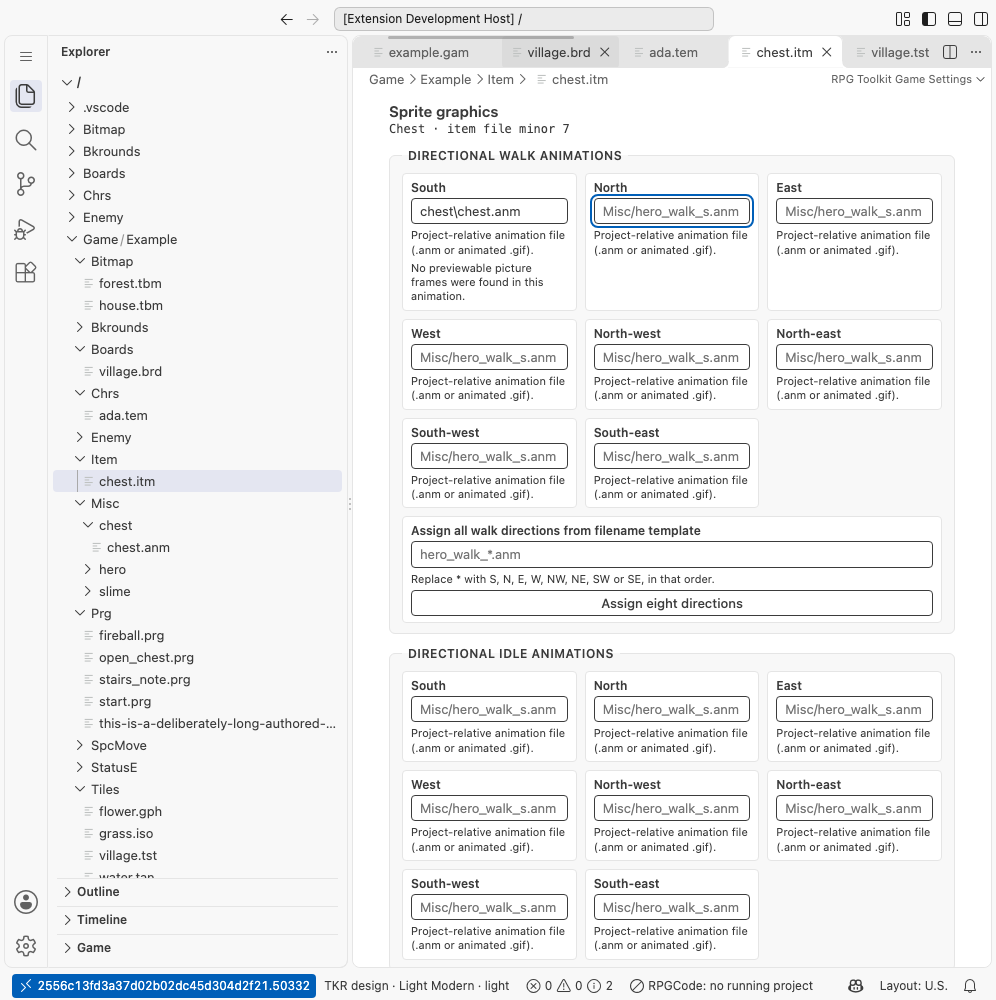 [Extension Development Host] /
Explorer
/
.vscode
Bitmap
Bkrounds
Boards
Chrs
Enemy
Game / Example
Bitmap
forest.tbm
house.tbm
Bkrounds
Boards
village.brd
Chrs
ada.tem
Enemy
Item
chest.itm
Misc
chest
chest.anm
hero
slime
Prg
fireball.prg
open_chest.prg
stairs_note.prg
start.prg
this-is-a-deliberately-long-authored-...
SpcMove
StatusE
Tiles
flower.gph
grass.iso
village.tst
water.tan
Outline
Timeline
Game
example.gam village.brd ada.tem chest.itm village.tst
Game Example Item chest.itm RPG Toolkit Game Settings
Sprite graphics
Chest · item file minor 7
DIRECTIONAL WALK ANIMATIONS
South
chest\chest.anm
Project-relative animation file
(.anm or animated .gif).
No previewable picture
frames were found in this
animation.
North
Misc/hero_walk_s.anm
Project-relative animation file
(.anm or animated .gif).
East
Misc/hero_walk_s.anm
Project-relative animation file
(.anm or animated .gif).
West
Misc/hero_walk_s.anm
Project-relative animation file
(.anm or animated .gif).
North-west
Misc/hero_walk_s.anm
Project-relative animation file
(.anm or animated .gif).
North-east
Misc/hero_walk_s.anm
Project-relative animation file
(.anm or animated .gif).
South-west
Misc/hero_walk_s.anm
Project-relative animation file
(.anm or animated .gif).
South-east
Misc/hero_walk_s.anm
Project-relative animation file
(.anm or animated .gif).
Assign all walk directions from filename template
hero_walk_*.anm
Replace * with S, N, E, W, NW, NE, SW or SE, in that order.
Assign eight directions
DIRECTIONAL IDLE ANIMATIONS
South
Misc/hero_walk_s.anm
Project-relative animation file
(.anm or animated .gif).
North
Misc/hero_walk_s.anm
Project-relative animation file
(.anm or animated .gif).
East
Misc/hero_walk_s.anm
Project-relative animation file
(.anm or animated .gif).
West
Misc/hero_walk_s.anm
Project-relative animation file
(.anm or animated .gif).
North-west
Misc/hero_walk_s.anm
Project-relative animation file
(.anm or animated .gif).
North-east
Misc/hero_walk_s.anm
Project-relative animation file
(.anm or animated .gif).
South-west
Misc/hero_walk_s.anm
Project-relative animation file
(.anm or animated .gif).
South-east
Misc/hero_walk_s.anm
Project-relative animation file
(.anm or animated .gif).
2556c13fd3a37d02b02dc45d304d2f21.50332 TKR design · Light Modern · light 0 0 2 RPGCode: no running project Layout: U.S.